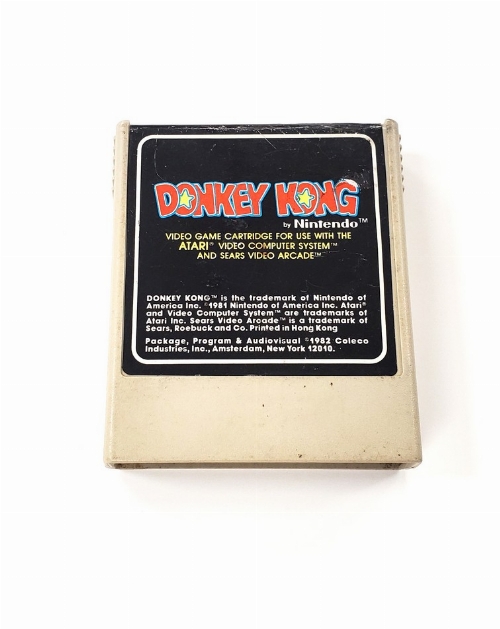 DONKEY KONG
by Nintendo™
VIDEO GAME CARTRIDGE FOR USE WITH THE
ATARI® VIDEO COMPUTER SYSTEM™
AND SEARS VIDEO ARCADE™
DONKEY KONG™ is the trademark of Nintendo of
America Inc. ©1981 Nintendo of America Inc. Atari®
and Video Computer System™ are trademarks of
Atari Inc. Sears Video Arcade™ is a trademark of
Sears, Roebuck and Co. Printed in Hong Kong
Package, Program & Audiovisual ©1982 Coleco
Industries, Inc., Amsterdam, New York 12010.